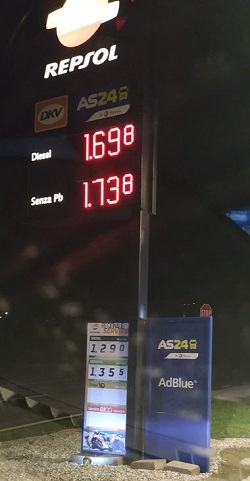 REPSOL
DKV
AS24
Diesel 1.698
Senza Pb 1.738
1.290
1.355
AS24
AdBlue®